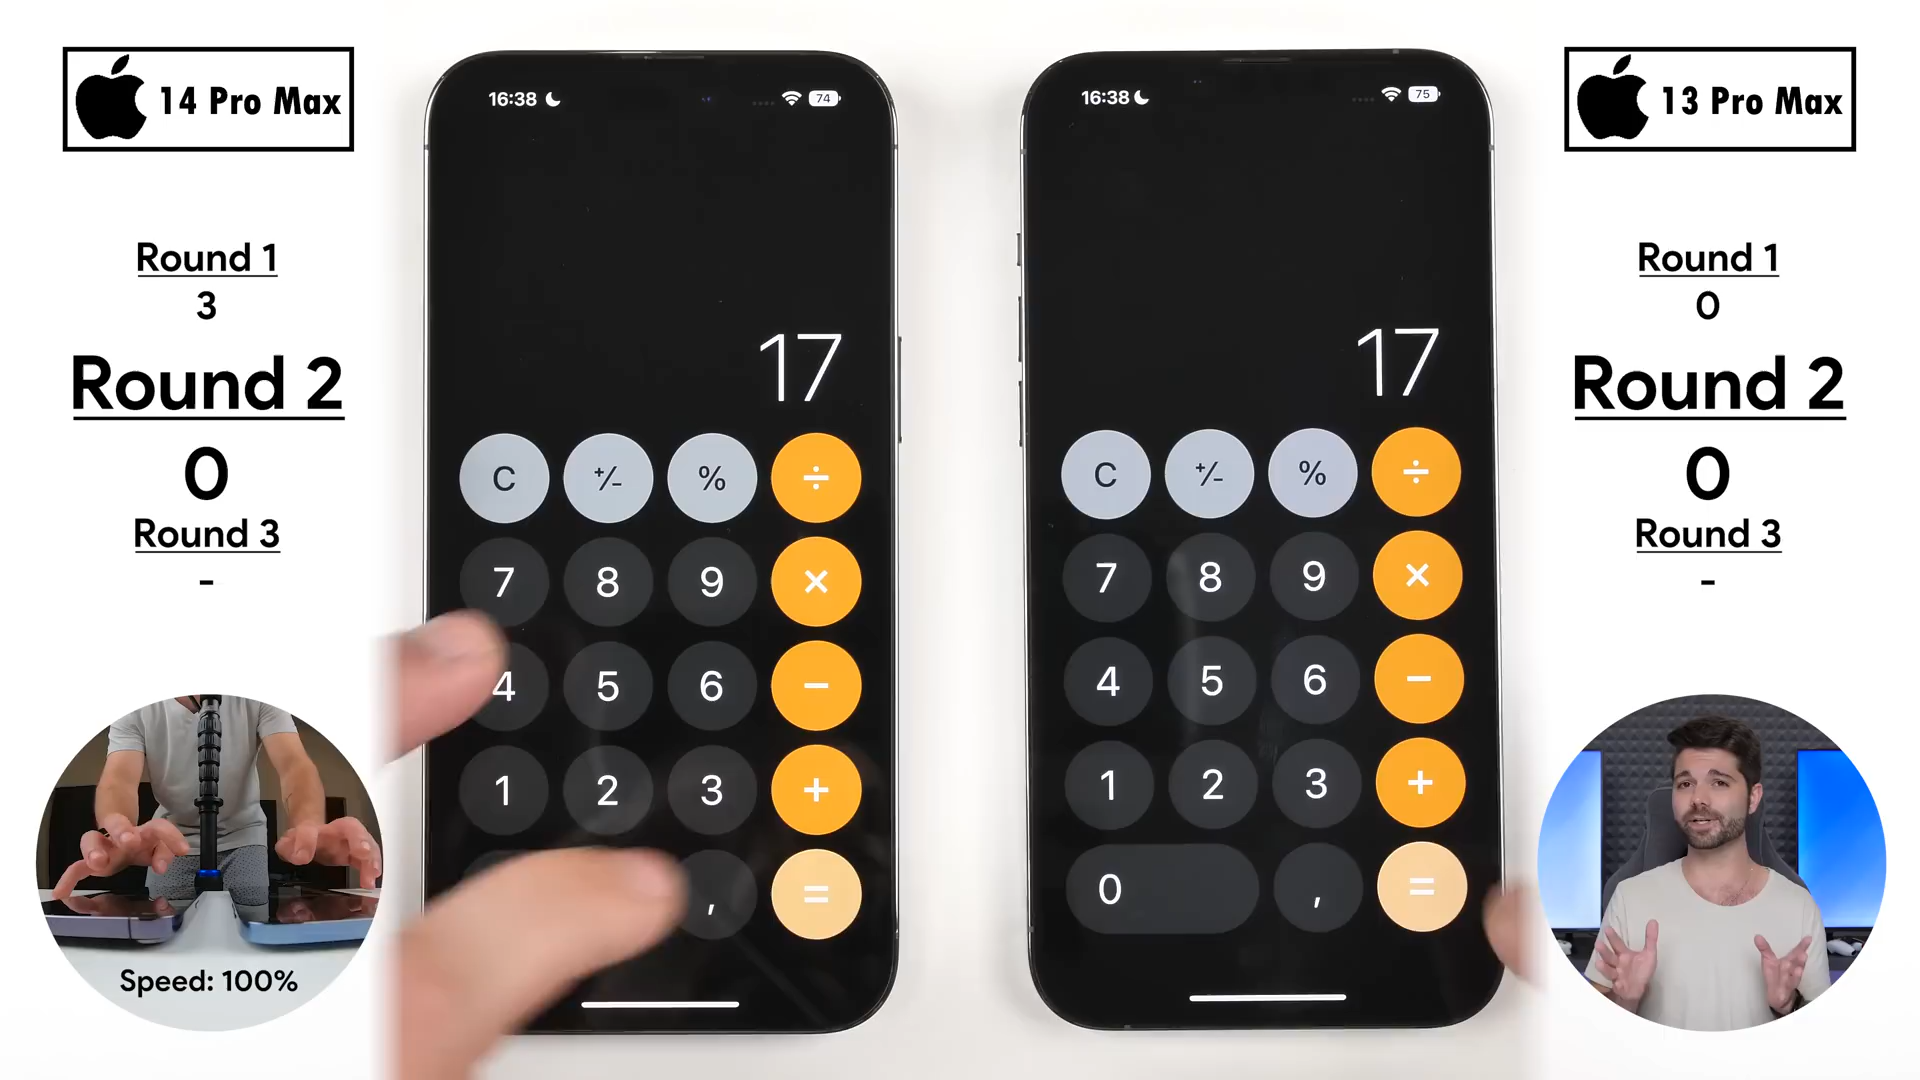 14 Pro Max
Round 1
3
Round 2
0
Round 3
-
Speed: 100%
16:38
74
17
C +/- % ÷
7 8 9 ×
4 5 6 −
1 2 3 +
, =
16:38
75
17
C +/- % ÷
7 8 9 ×
4 5 6 −
1 2 3 +
0 , =
13 Pro Max
Round 1
0
Round 2
0
Round 3
-